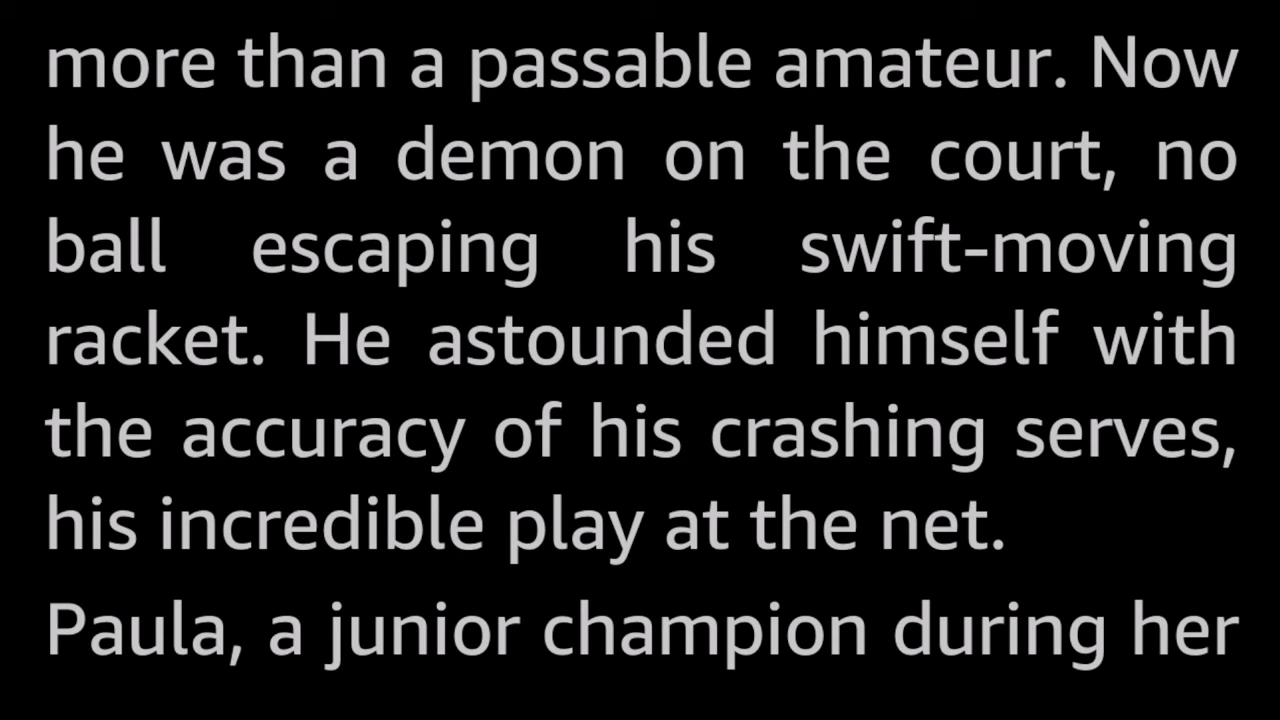 more than a passable amateur. Now
he was a demon on the court, no
ball escaping his swift-moving
racket. He astounded himself with
the accuracy of his crashing serves,
his incredible play at the net.
Paula, a junior champion during her